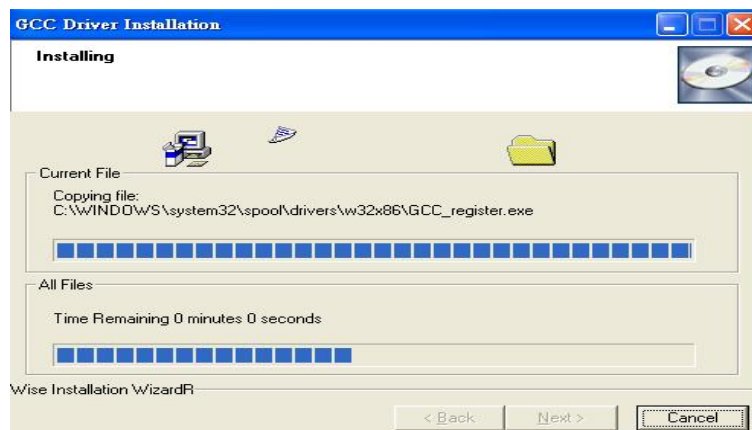 GCC Driver Installation
Installing
Current File
Copying file:
C:\WINDOWS\system32\spool\drivers\w32x86\GCC_register.exe
All Files
Time Remaining 0 minutes 0 seconds
Wise Installation WizardR
< Back Next > Cancel